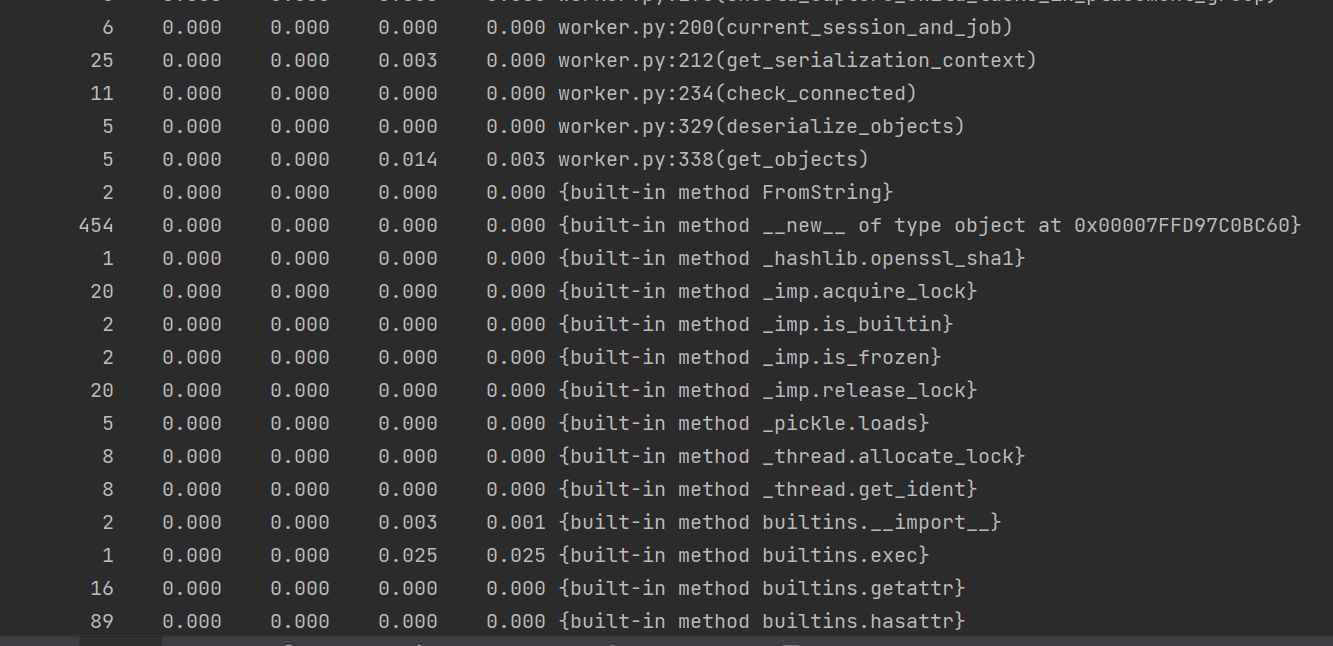 6    0.000    0.000    0.000    0.000 worker.py:200(current_session_and_job)
25    0.000    0.000    0.003    0.000 worker.py:212(get_serialization_context)
11    0.000    0.000    0.000    0.000 worker.py:234(check_connected)
5    0.000    0.000    0.000    0.000 worker.py:329(deserialize_objects)
5    0.000    0.000    0.014    0.003 worker.py:338(get_objects)
2    0.000    0.000    0.000    0.000 {built-in method FromString}
454    0.000    0.000    0.000    0.000 {built-in method __new__ of type object at 0x00007FFD97C0BC60}
1    0.000    0.000    0.000    0.000 {built-in method _hashlib.openssl_sha1}
20    0.000    0.000    0.000    0.000 {built-in method _imp.acquire_lock}
2    0.000    0.000    0.000    0.000 {built-in method _imp.is_builtin}
2    0.000    0.000    0.000    0.000 {built-in method _imp.is_frozen}
20    0.000    0.000    0.000    0.000 {built-in method _imp.release_lock}
5    0.000    0.000    0.000    0.000 {built-in method _pickle.loads}
8    0.000    0.000    0.000    0.000 {built-in method _thread.allocate_lock}
8    0.000    0.000    0.000    0.000 {built-in method _thread.get_ident}
2    0.000    0.000    0.003    0.001 {built-in method builtins.__import__}
1    0.000    0.000    0.025    0.025 {built-in method builtins.exec}
16    0.000    0.000    0.000    0.000 {built-in method builtins.getattr}
89    0.000    0.000    0.000    0.000 {built-in method builtins.hasattr}